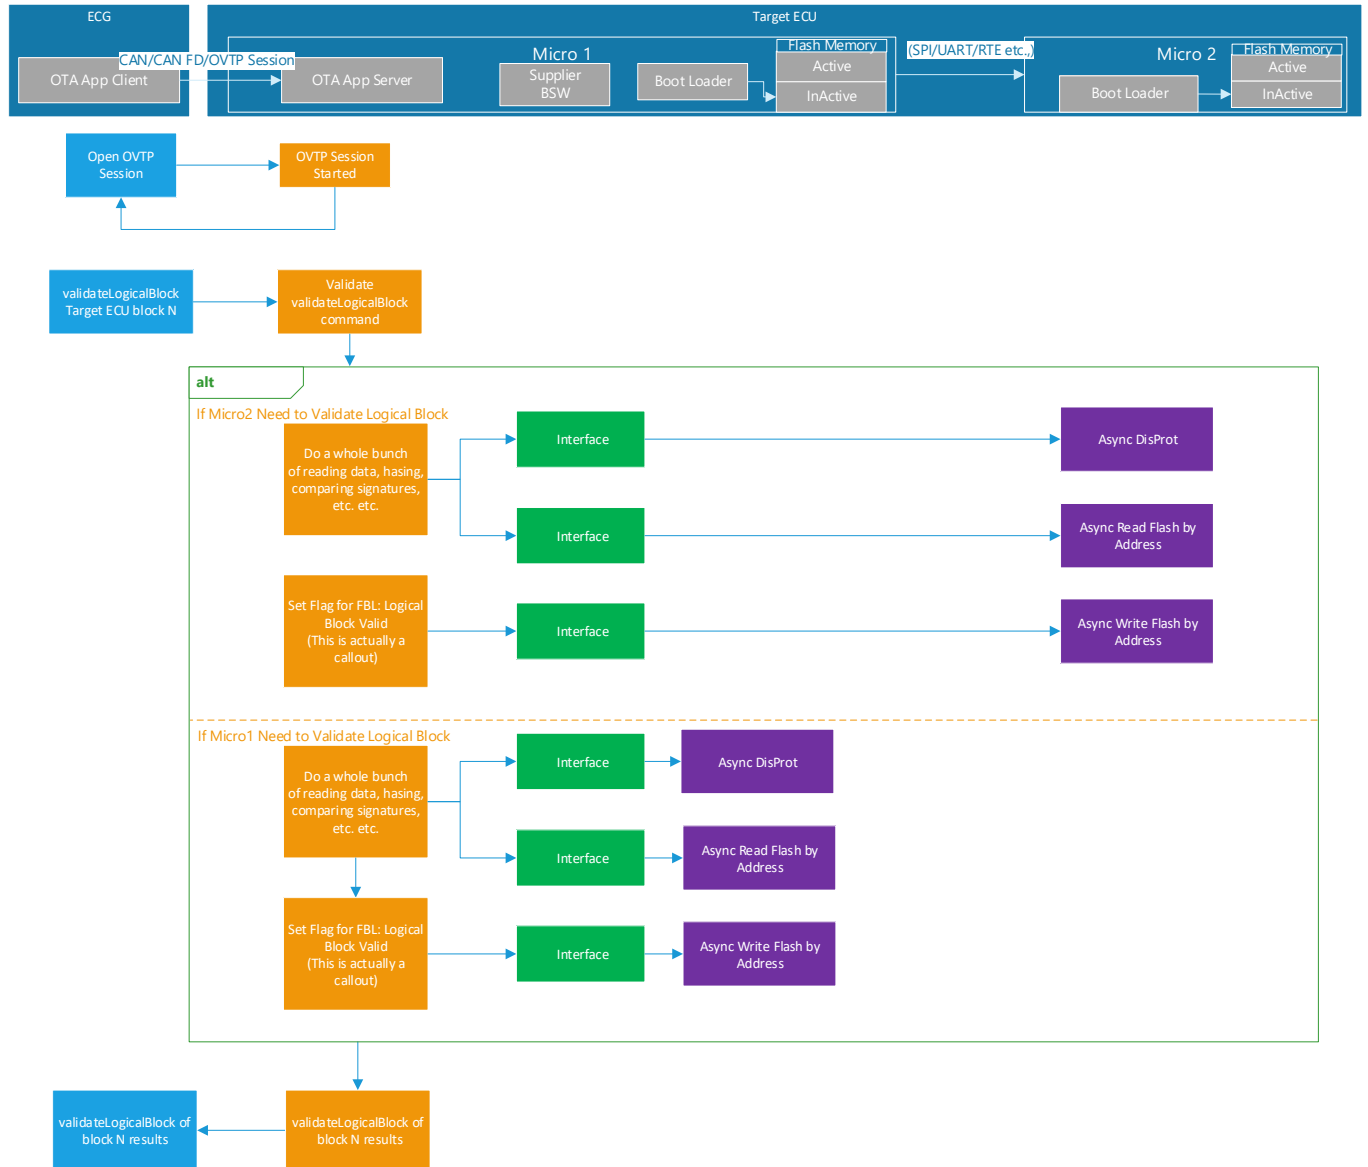 ECG
Target ECU
CAN/CAN FD/OVTP Session
OTA App Client
OTA App Server
Micro 1
Supplier
BSW
Boot Loader
Flash Memory
Active
InActive
(SPI/UART/RTE etc.,)
Micro 2
Boot Loader
Flash Memory
Active
InActive
Open OVTP
Session
OVTP Session
Started
validateLogicalBlock
Target ECU block N
Validate
validateLogicalBlock
command
alt
If Micro2 Need to Validate Logical Block
Do a whole bunch
of reading data, hasing,
comparing signatures,
etc. etc.
Interface
Async DisProt
Interface
Async Read Flash by
Address
Set Flag for FBL: Logical
Block Valid
(This is actually a
callout)
Interface
Async Write Flash by
Address
If Micro1 Need to Validate Logical Block
Do a whole bunch
of reading data, hasing,
comparing signatures,
etc. etc.
Interface
Async DisProt
Interface
Async Read Flash by
Address
Set Flag for FBL: Logical
Block Valid
(This is actually a
callout)
Interface
Async Write Flash by
Address
validateLogicalBlock of
block N results
validateLogicalBlock of
block N results